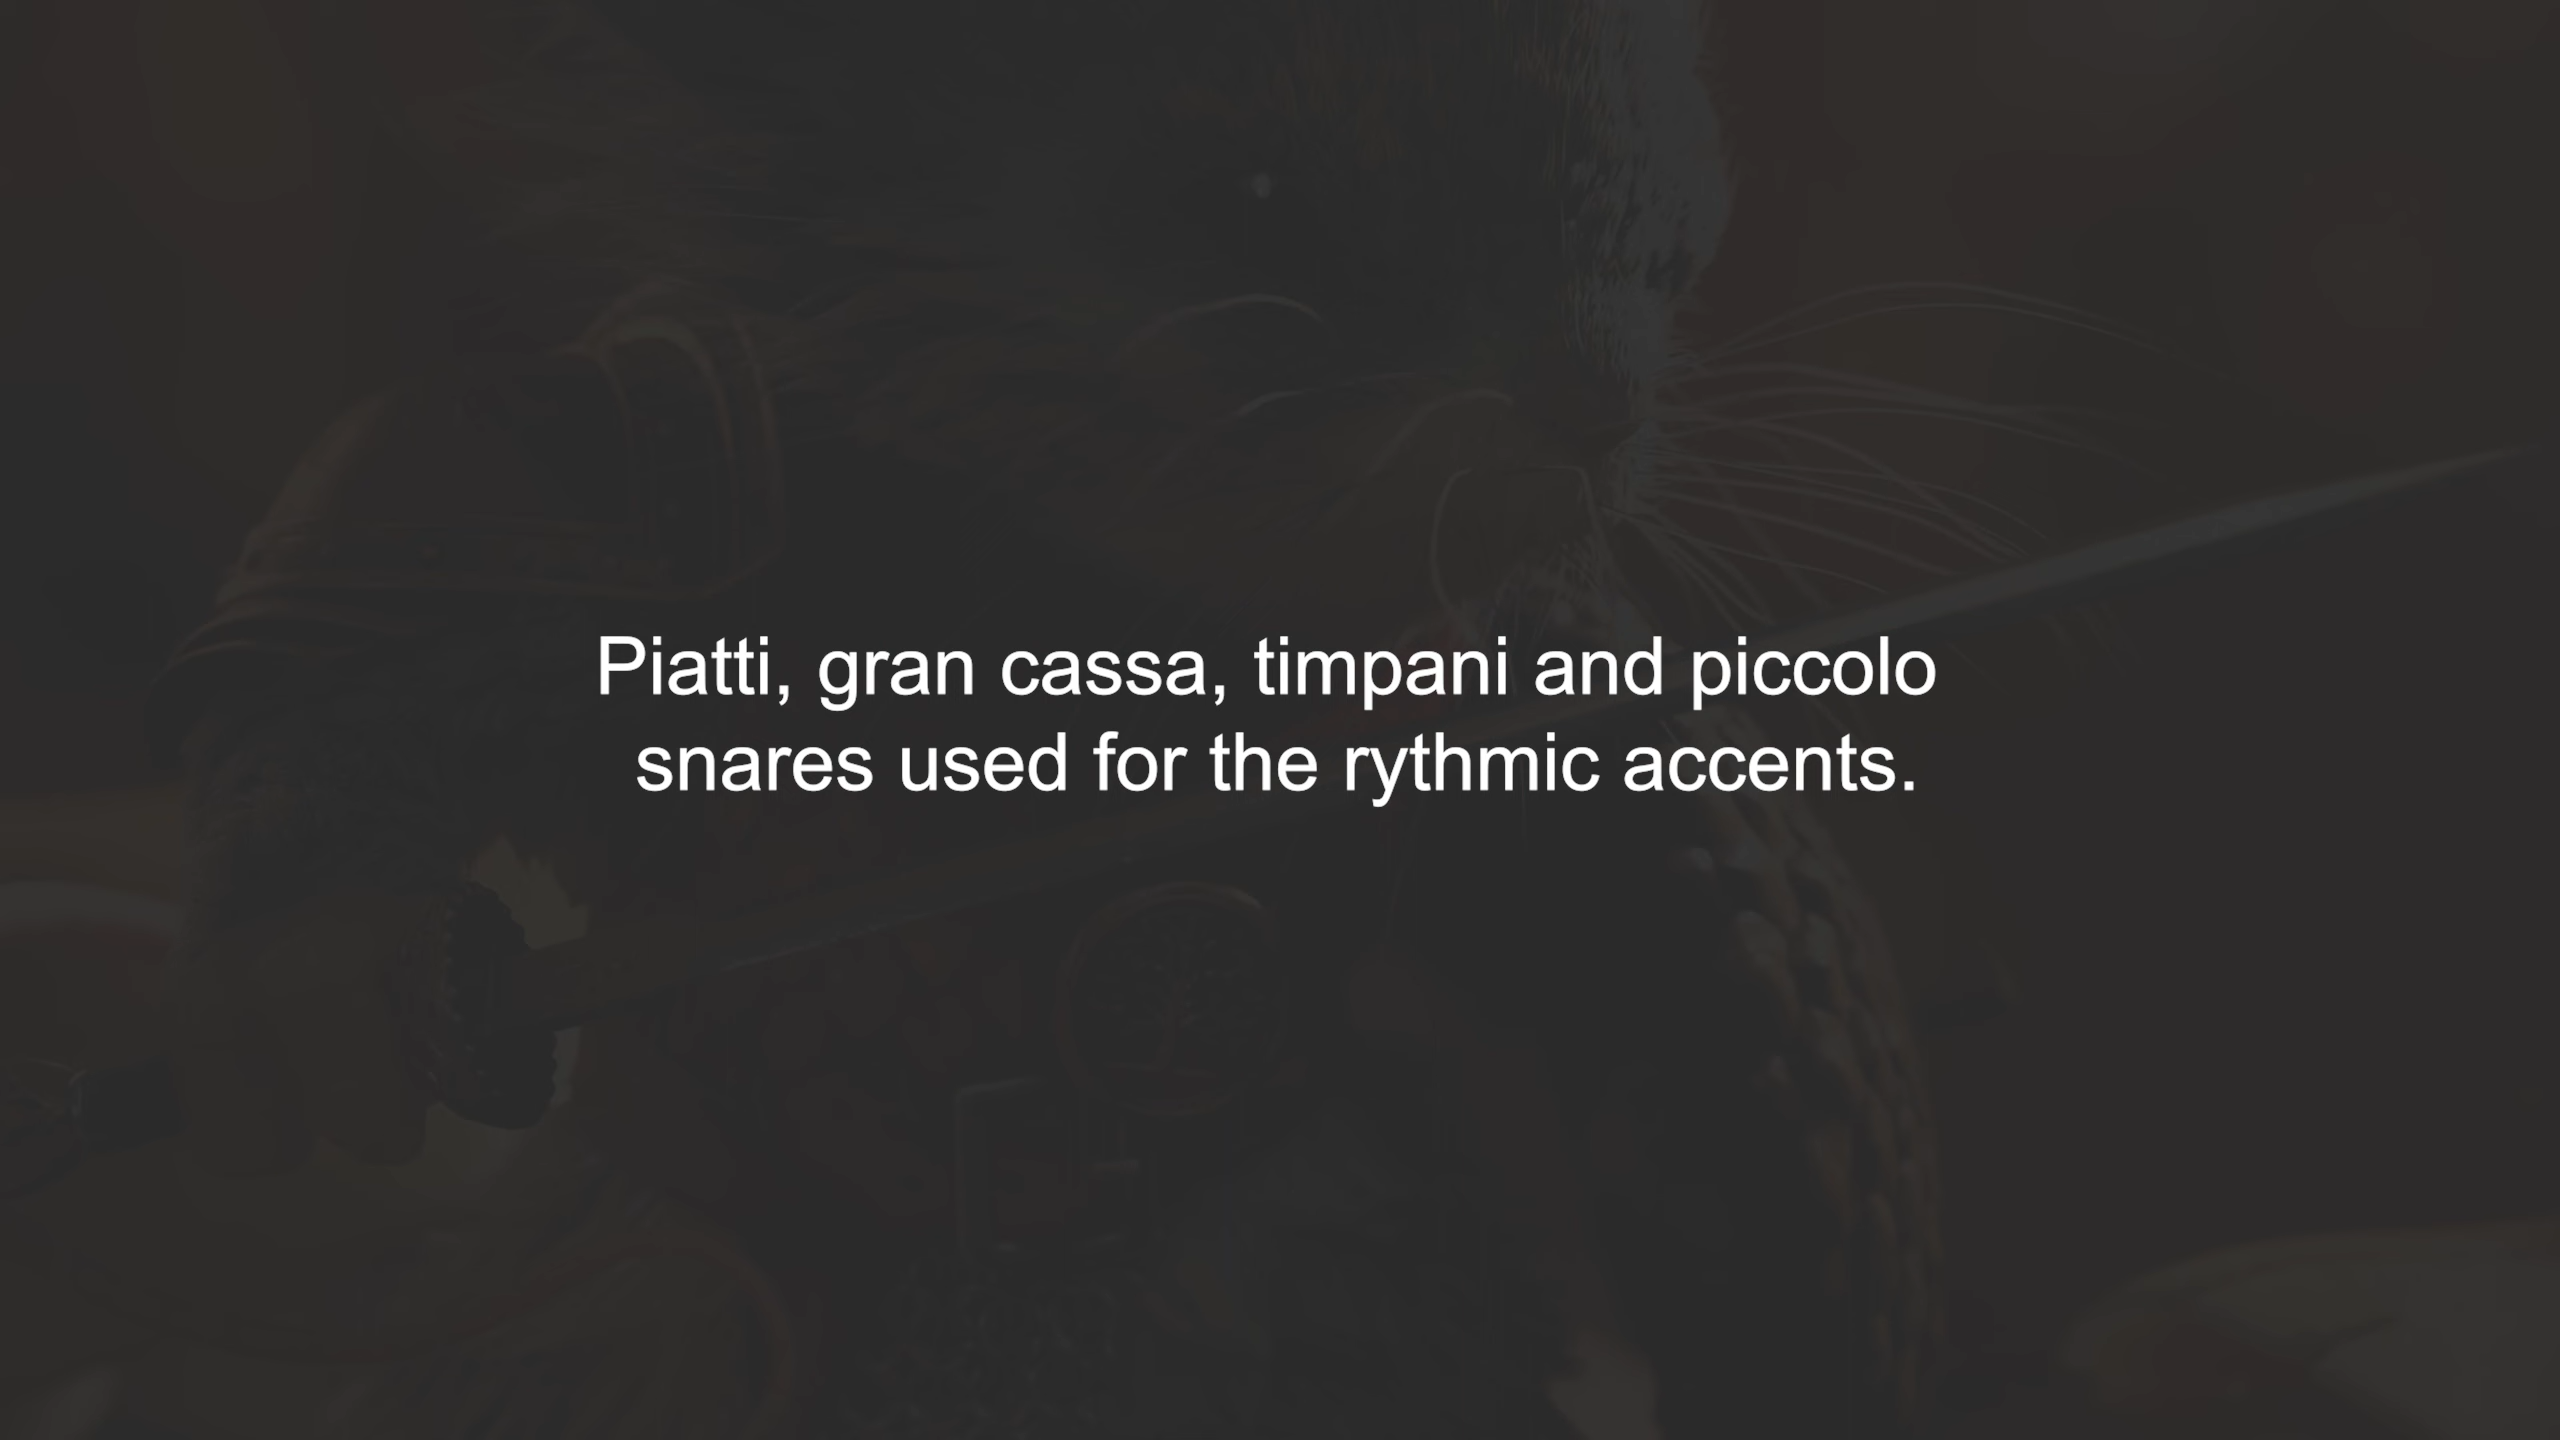 Piatti, gran cassa, timpani and piccolo
snares used for the rythmic accents.